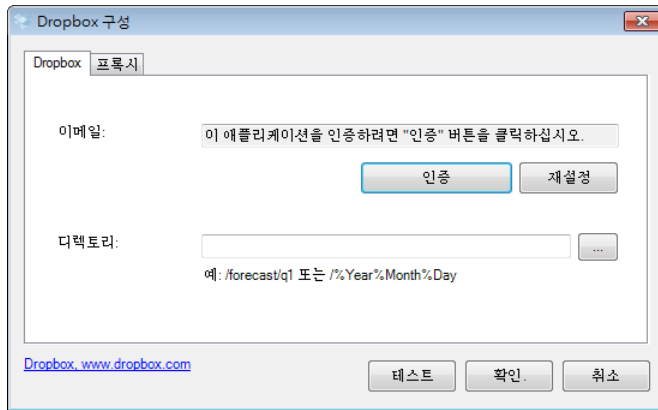 Dropbox 구성
Dropbox 프록시
이메일: 이 애플리케이션을 인증하려면 "인증" 버튼을 클릭하십시오.
인증 재설정
디렉토리: ...
예: /forecast/q1 또는 /%Year%Month%Day
Dropbox, www.dropbox.com 테스트 확인. 취소